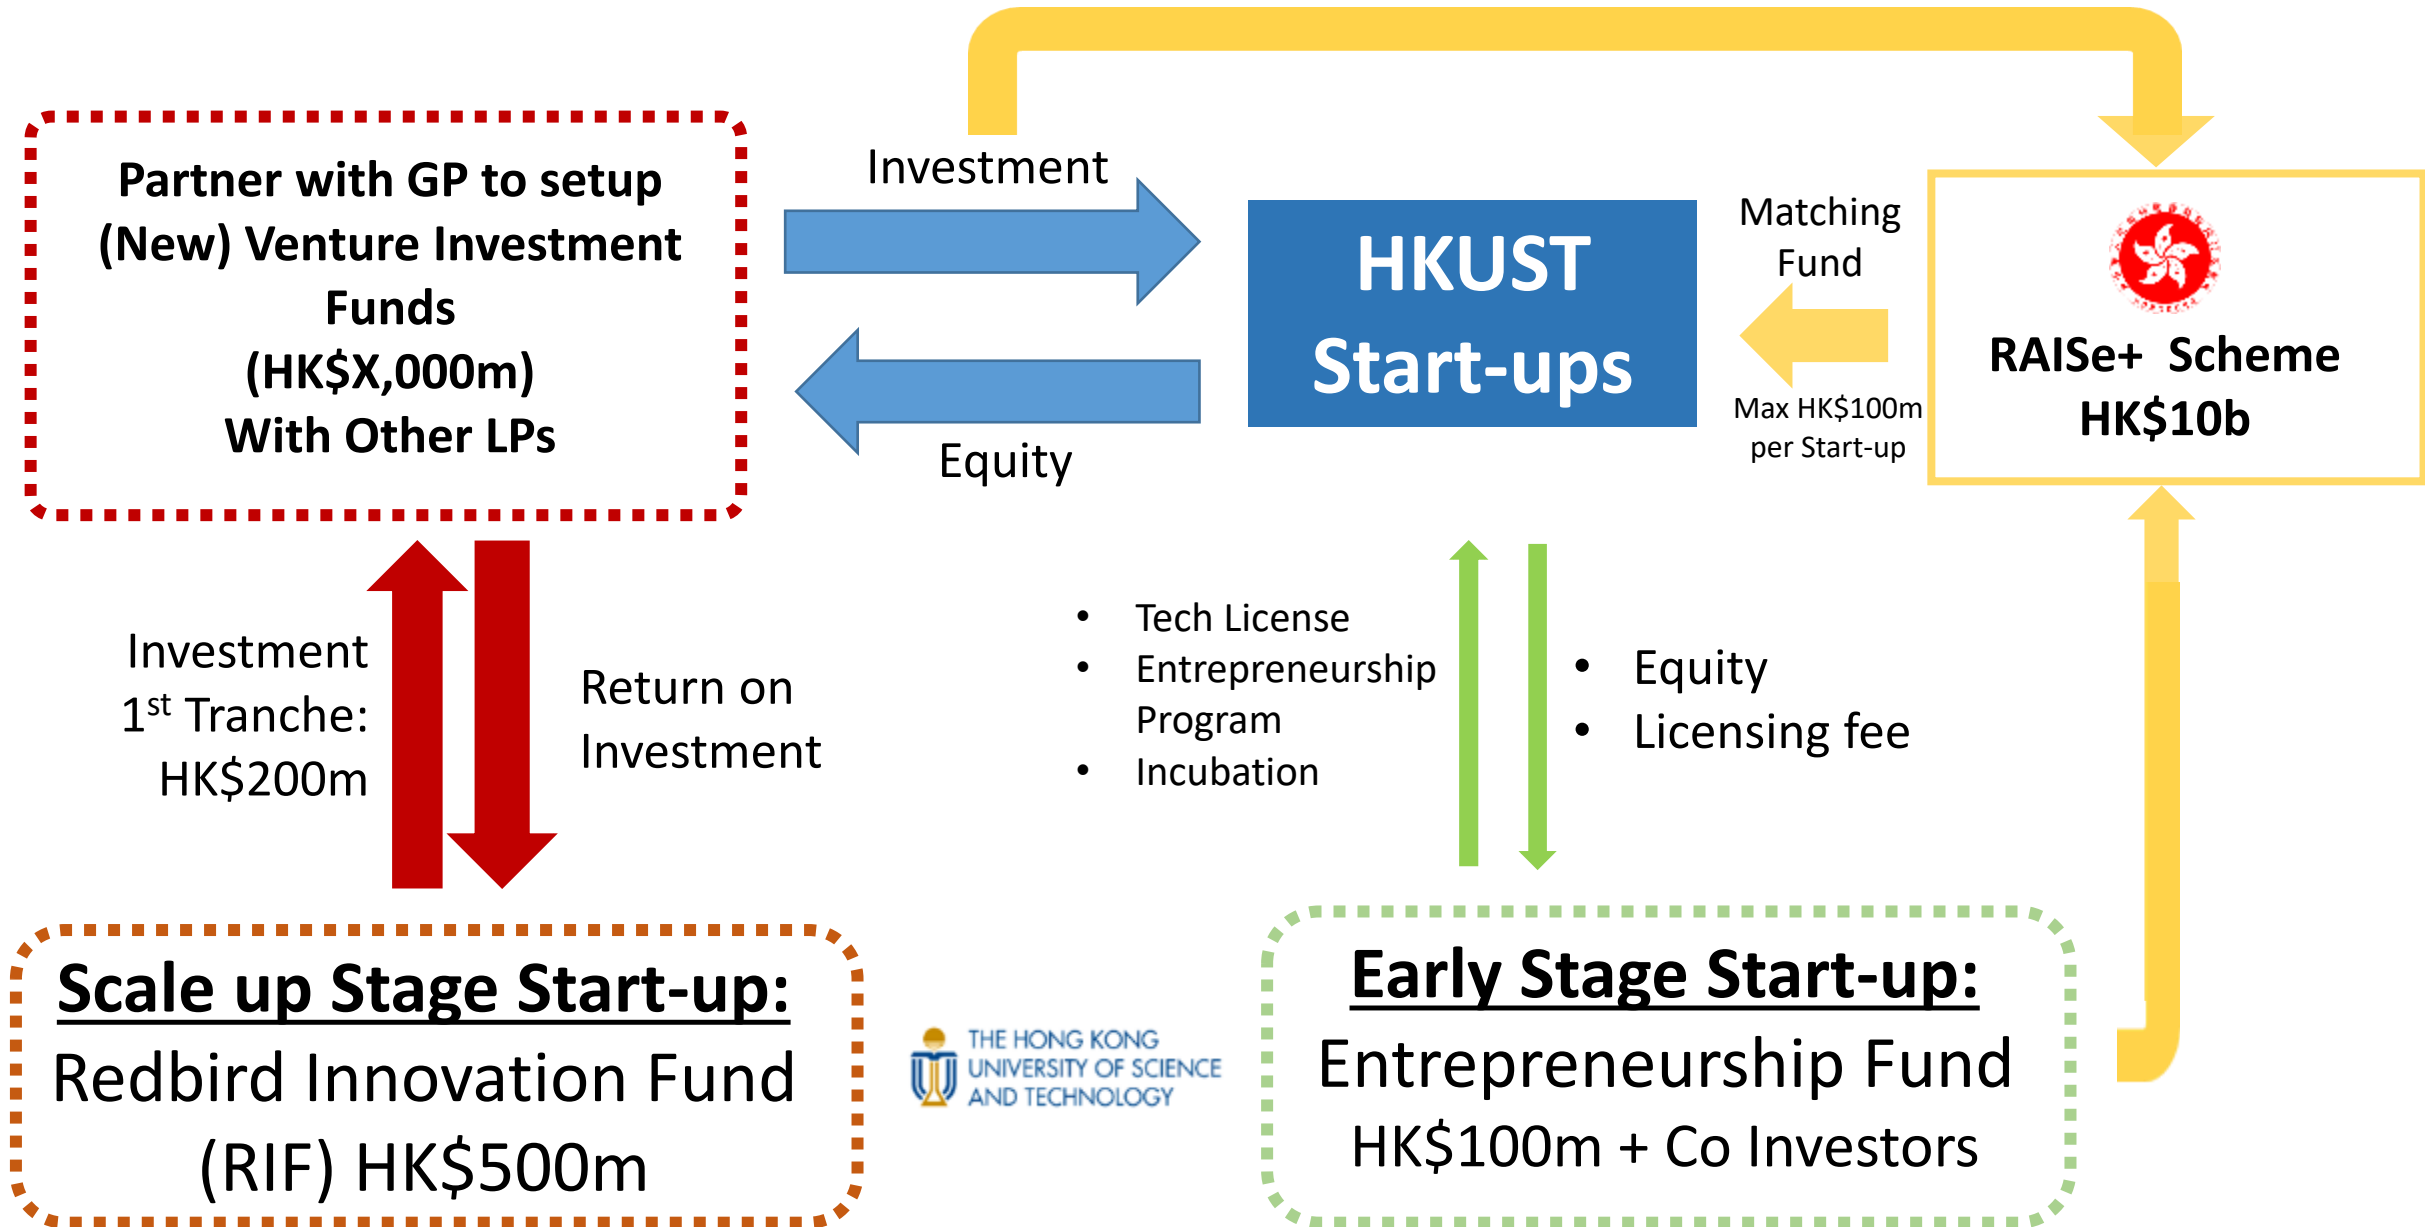 Partner with GP to setup
(New) Venture Investment
Funds
(HK$X,000m)
With Other LPs
Investment
Equity
HKUST
Start-ups
Matching
Fund
Max HK$100m
per Start-up
RAISe+ Scheme
HK$10b
Investment
1st Tranche:
HK$200m
Return on
Investment
• Tech License
• Entrepreneurship
Program
• Incubation
• Equity
• Licensing fee
Scale up Stage Start-up:
Redbird Innovation Fund
(RIF) HK$500m
THE HONG KONG
UNIVERSITY OF SCIENCE
AND TECHNOLOGY
Early Stage Start-up:
Entrepreneurship Fund
HK$100m + Co Investors